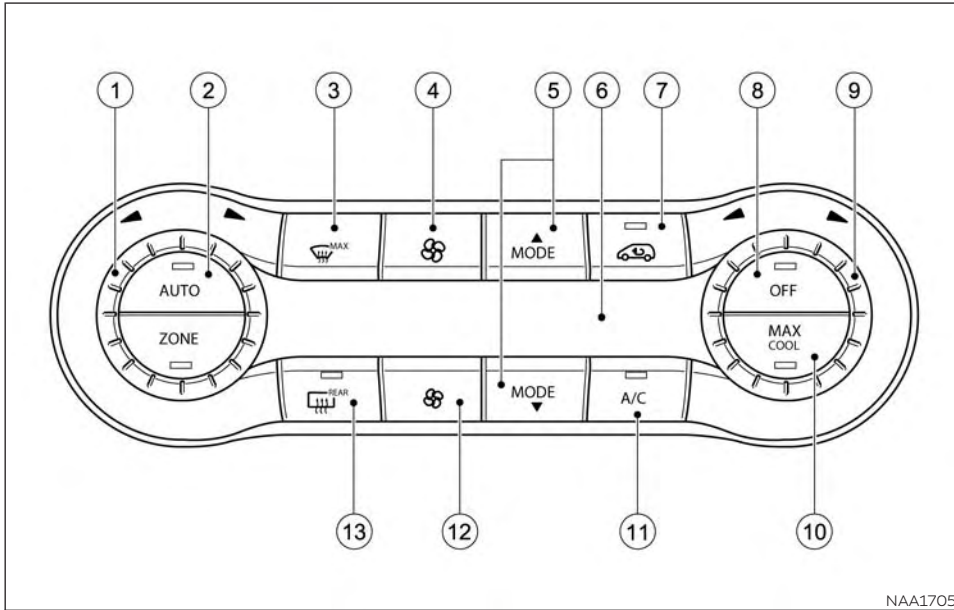 1 2 3 4 5 6 7 8 9
MAX
MODE
AUTO
OFF
ZONE
MAX
COOL
REAR
MODE
A/C
13 12 11 10
NAA1705